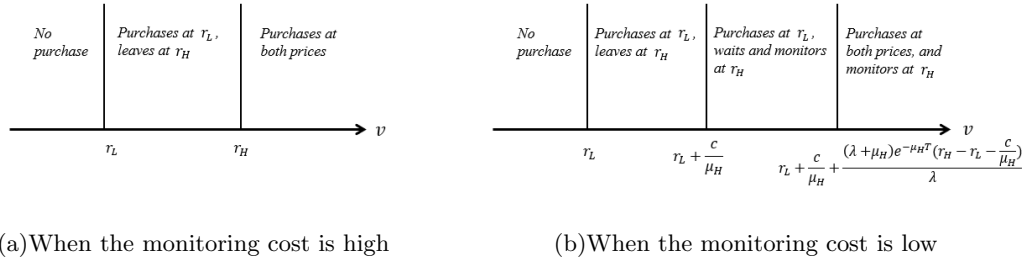 No
purchase
Purchases at r_L,
leaves at r_H
Purchases at
both prices
v
r_L
r_H
(a)When the monitoring cost is high
No
purchase
Purchases at r_L,
leaves at r_H
Purchases at r_L,
waits and monitors
at r_H
Purchases at
both prices, and
monitors at r_H
v
r_L
r_L + c/μ_H
r_L + c/μ_H + (λ+μ_H)e^{−μ_H T}(r_H − r_L − c/μ_H)/λ
(b)When the monitoring cost is low